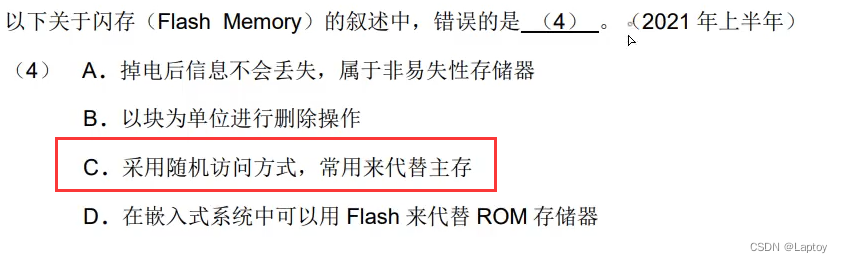 以下关于闪存（Flash Memory）的叙述中，错误的是 （4） 。（2021 年上半年）
（4） A．掉电后信息不会丢失，属于非易失性存储器
B．以块为单位进行删除操作
C．采用随机访问方式，常用来代替主存
D．在嵌入式系统中可以用 Flash 来代替 ROM 存储器
CSDN @Laptoy